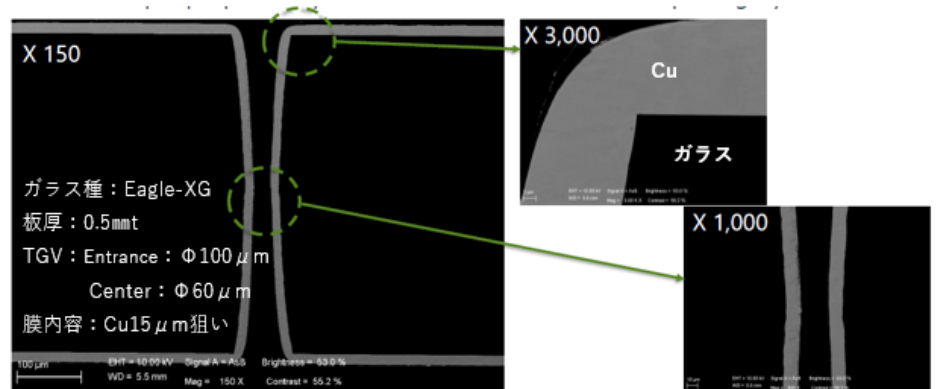 X 150
ガラス種：Eagle-XG
板厚：0.5㎜t
TGV：Entrance：Φ100μm
Center：Φ60μm
膜内容：Cu15μm狙い
100 μm
EHT = 10.00 kV Signal A = AsB Brightness = 53.0 %
WD = 5.5 mm Mag = 150 X Contrast = 55.2 %
X 3,000
Cu
ガラス
X 1,000